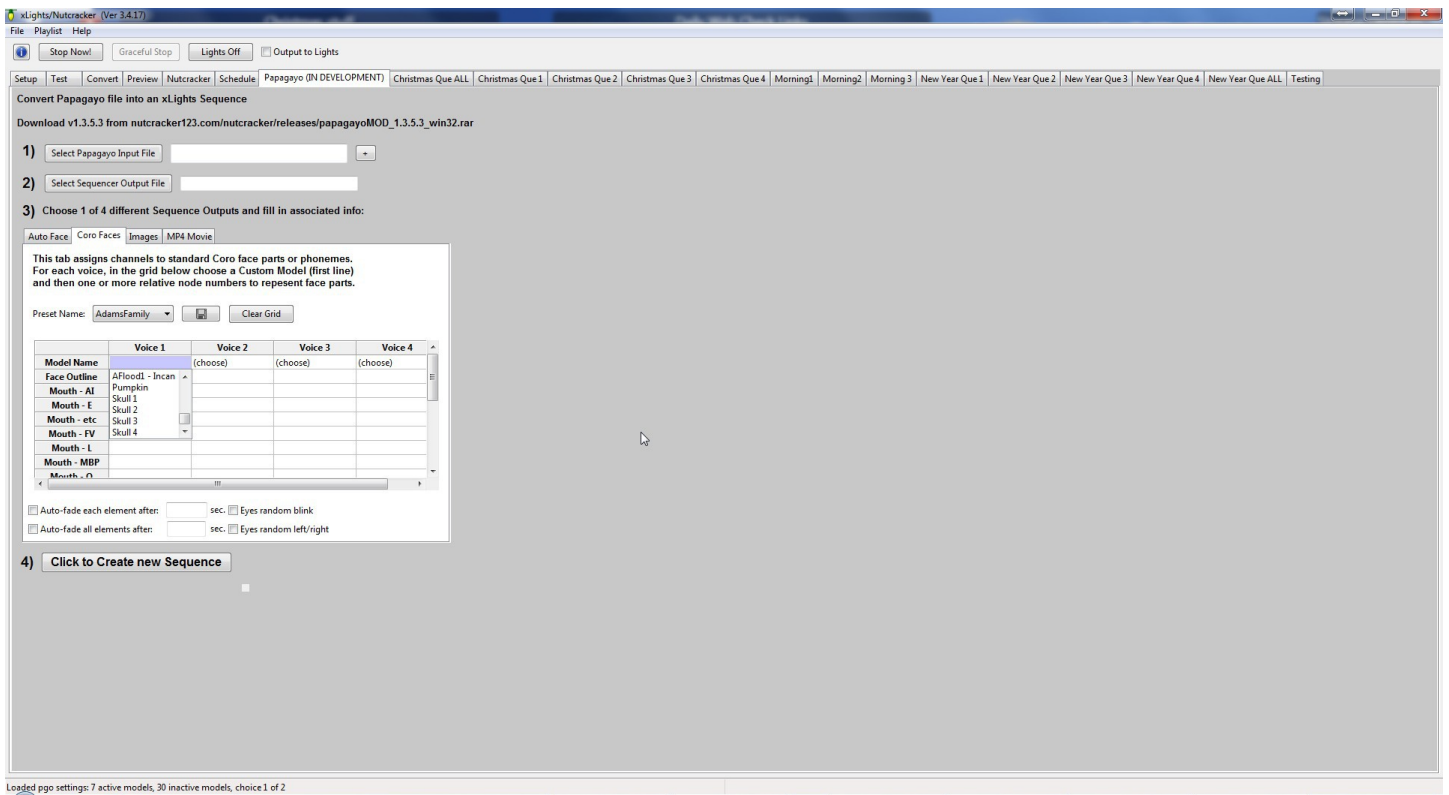 xLights/Nutcracker (Ver 3.4.17)
File Playlist Help
Stop Now! Graceful Stop Lights Off Output to Lights
Setup Test Convert Preview Nutcracker Schedule Papagayo (IN DEVELOPMENT) Christmas Que ALL Christmas Que 1 Christmas Que 2 Christmas Que 3 Christmas Que 4 Morning1 Morning2 Morning 3 New Year Que 1 New Year Que 2 New Year Que 3 New Year Que 4 New Year Que ALL Testing
Convert Papagayo file into an xLights Sequence
Download v1.3.5.3 from nutcracker123.com/nutcracker/releases/papagayoMOD_1.3.5.3_win32.rar
1) Select Papagayo Input File +
2) Select Sequencer Output File
3) Choose 1 of 4 different Sequence Outputs and fill in associated info:
Auto Face Coro Faces Images MP4 Movie
This tab assigns channels to standard Coro face parts or phonemes.
For each voice, in the grid below choose a Custom Model (first line)
and then one or more relative node numbers to repesent face parts.
Preset Name: AdamsFamily Clear Grid
Voice 1 Voice 2 Voice 3 Voice 4
Model Name (choose) (choose) (choose)
Face Outline AFlood1 - Incan
Mouth - AI Pumpkin
Skull 1
Mouth - E Skull 2
Mouth - etc Skull 3
Mouth - FV Skull 4
Mouth - L
Mouth - MBP
Mouth - O
Auto-fade each element after: sec. Eyes random blink
Auto-fade all elements after: sec. Eyes random left/right
4) Click to Create new Sequence
Loaded pgo settings: 7 active models, 30 inactive models, choice 1 of 2